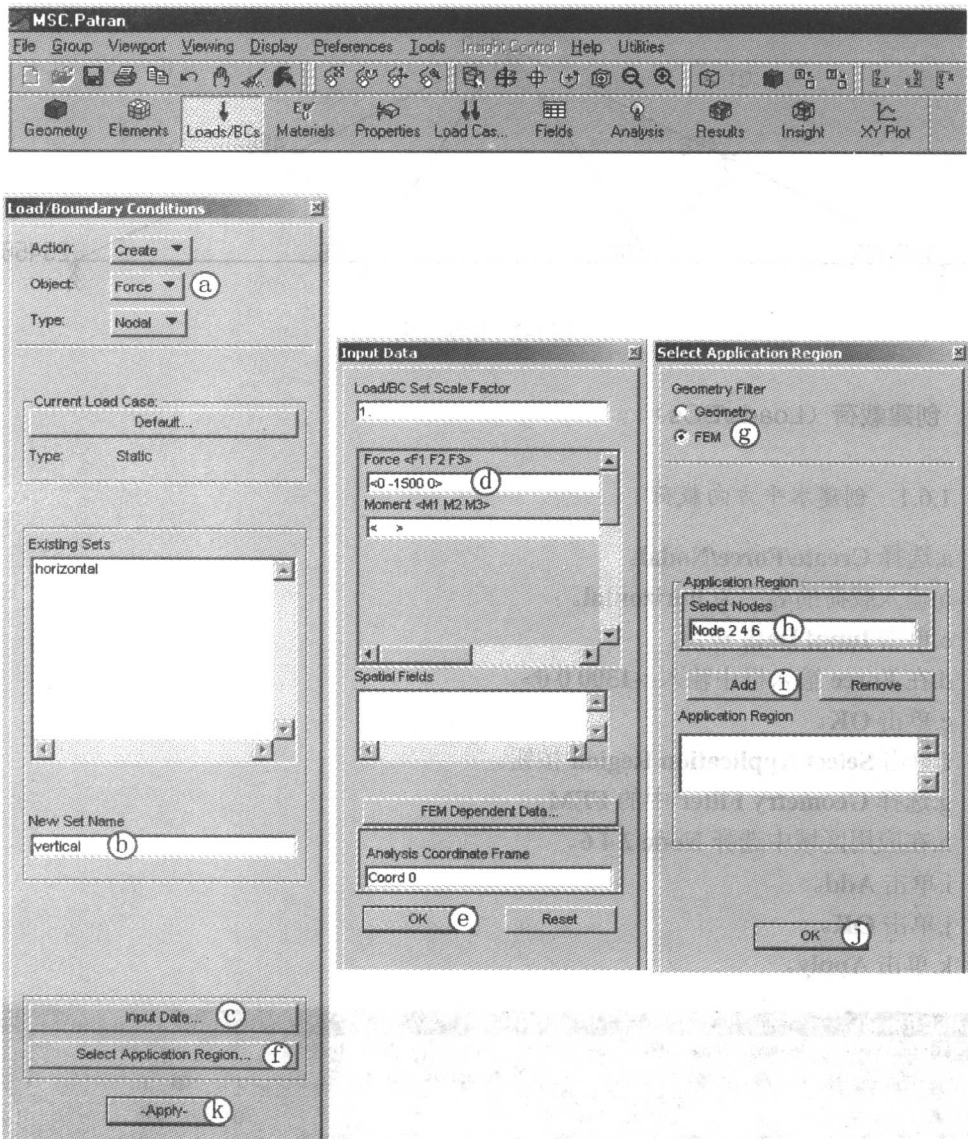 MSC.Patran
File Group Viewport Viewing Display Preferences Tools Insight Control Help Utilities
Geometry Elements Loads/BCs Materials Properties Load Cas... Fields Analysis Results Insight XY Plot
Load/Boundary Conditions
Action: Create
Object: Force a
Type: Nodal
Current Load Case:
Default...
Type: Static
Existing Sets
horizontal
New Set Name
vertical b
Input Data... c
Select Application Region... f
-Apply- k
Input Data
Load/BC Set Scale Factor
1.
Force <F1 F2 F3>
<0 -1500 0> d
Moment <M1 M2 M3>
< >
Spatial Fields
FEM Dependent Data...
Analysis Coordinate Frame
Coord 0
OK e Reset
Select Application Region
Geometry Filter
Geometry
FEM g
Application Region
Select Nodes
Node 2 4 6 h
Add i Remove
Application Region
OK j